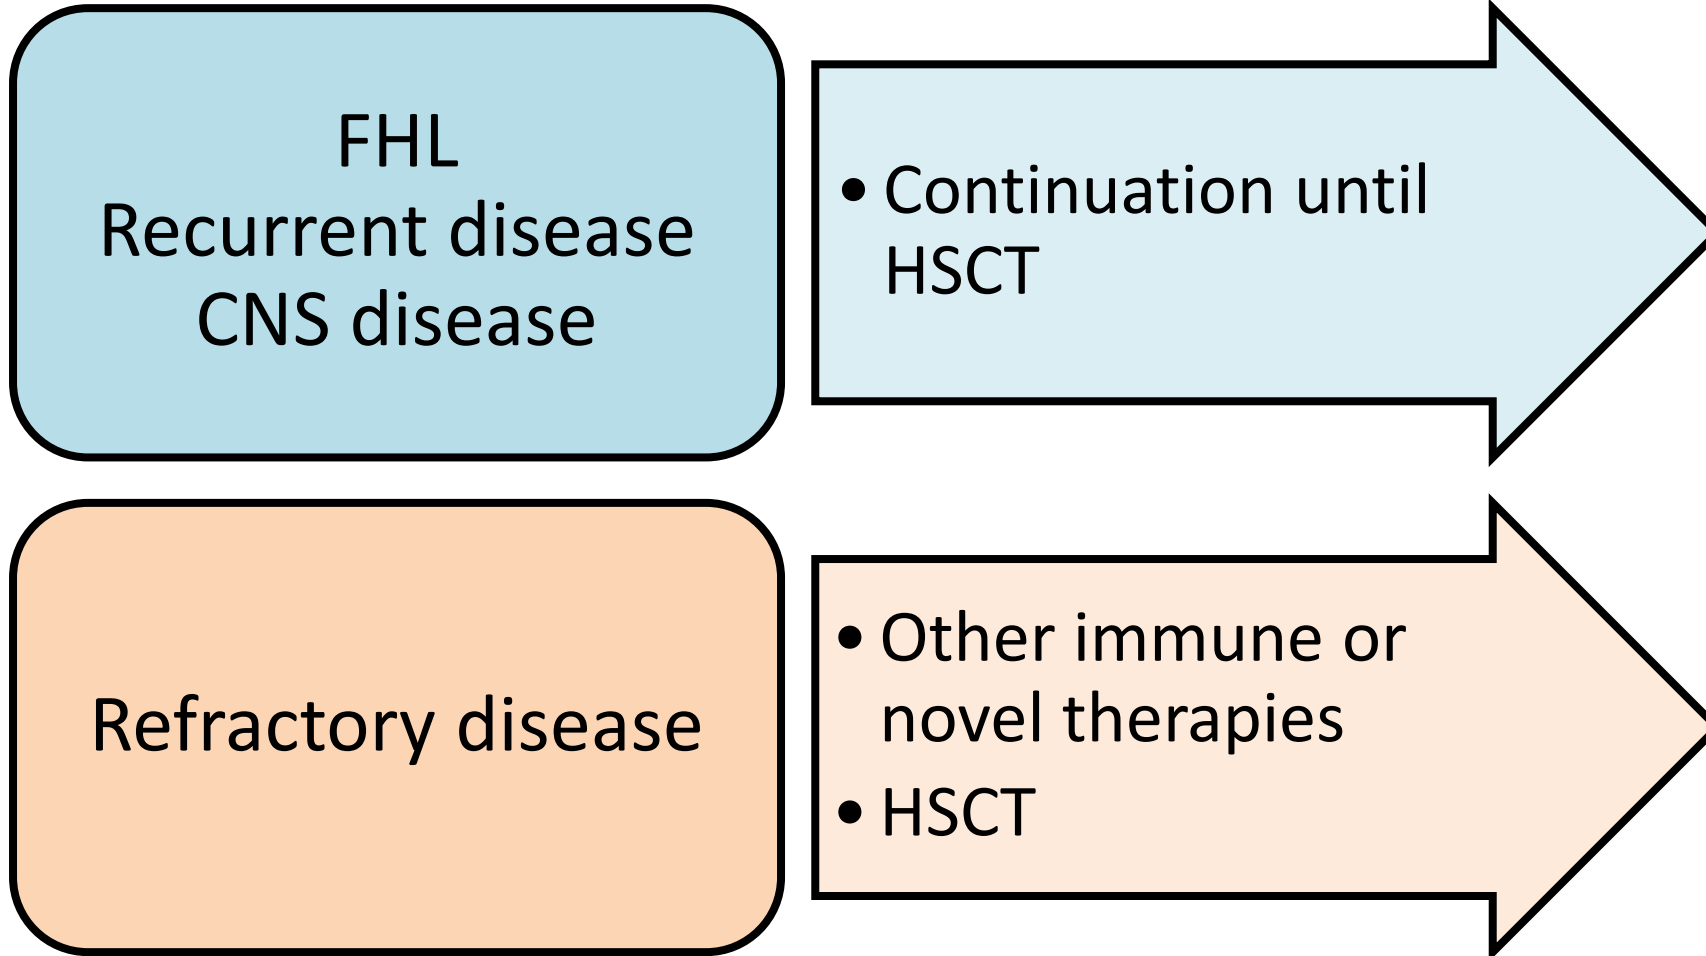 FHL
Recurrent disease
CNS disease
• Continuation until
HSCT
Refractory disease
• Other immune or
novel therapies
• HSCT